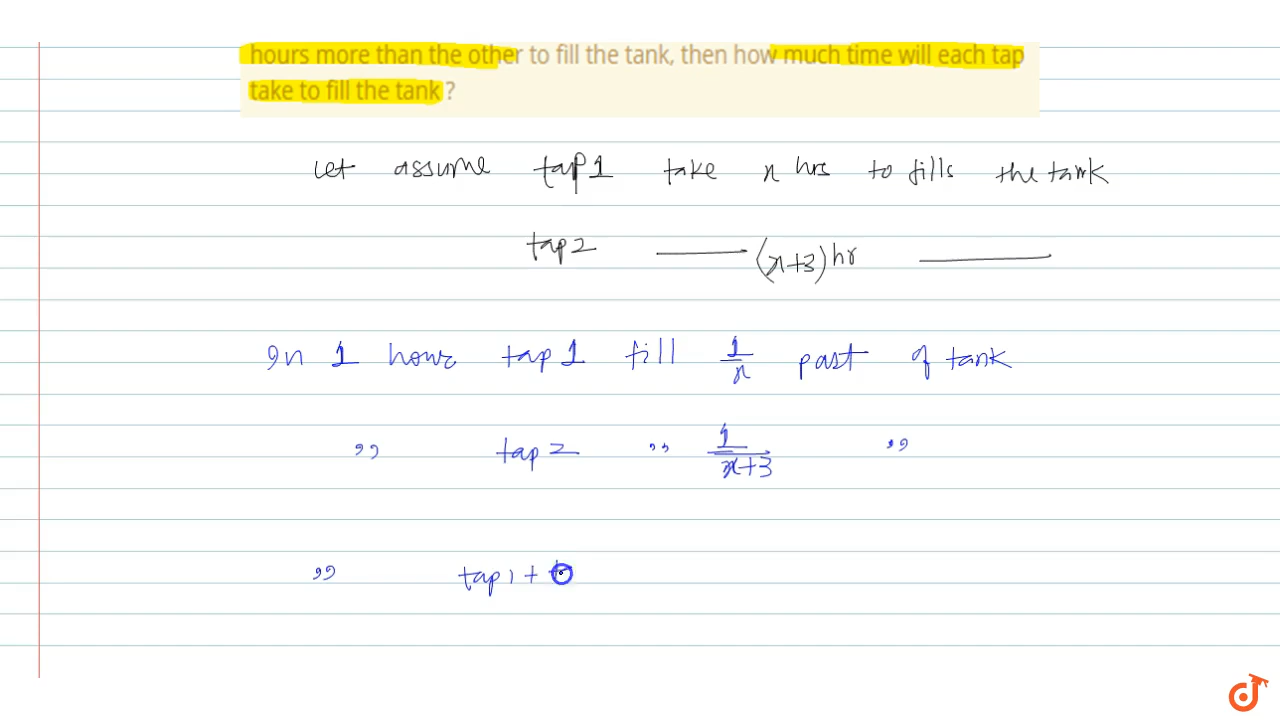 hours more than the other to fill the tank, then how much time will each tap
take to fill the tank ?
Let assume tap 1 take x hrs to fills the tank
tap 2 —— (x+3) hr ——
In 1 hour tap 1 fill 1/x part of tank
,, tap 2 ,, 1/(x+3) ,,
,, tap 1 + t